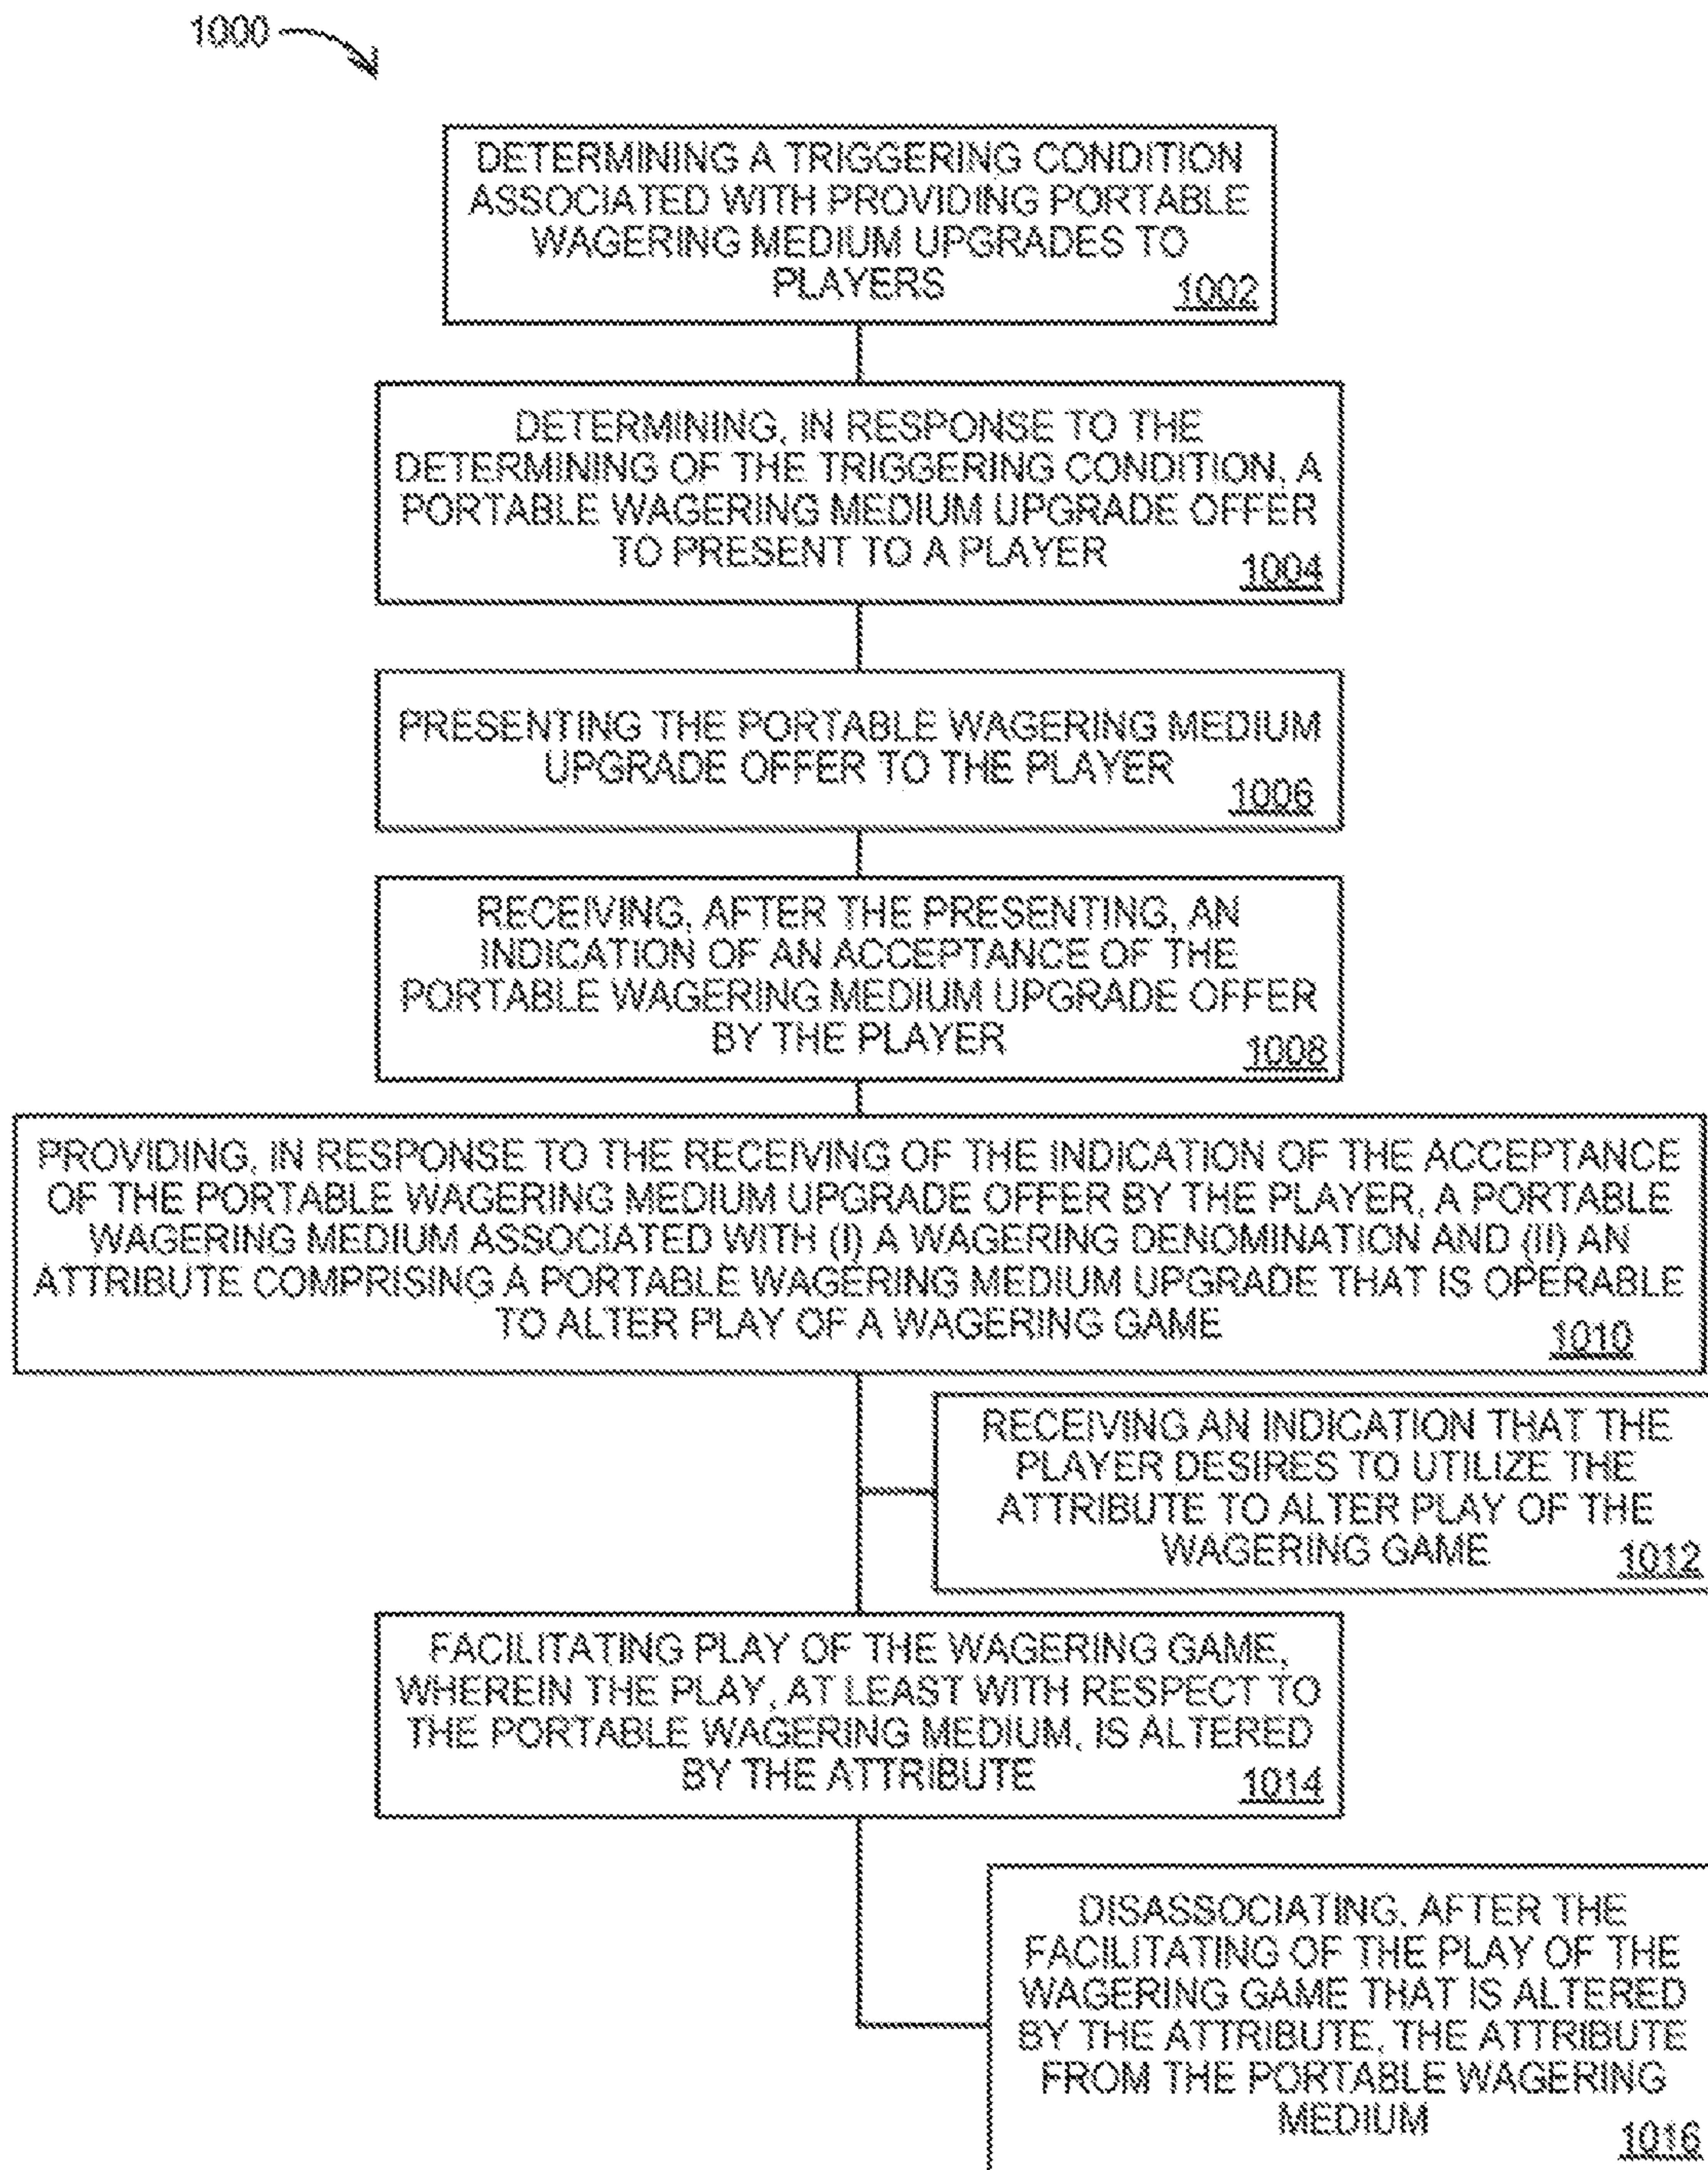 1000
DETERMINING A TRIGGERING CONDITION
ASSOCIATED WITH PROVIDING PORTABLE
WAGERING MEDIUM UPGRADES TO
PLAYERS
1002
DETERMINING, IN RESPONSE TO THE
DETERMINING OF THE TRIGGERING CONDITION, A
PORTABLE WAGERING MEDIUM UPGRADE OFFER
TO PRESENT TO A PLAYER
1004
PRESENTING THE PORTABLE WAGERING MEDIUM
UPGRADE OFFER TO THE PLAYER
1006
RECEIVING, AFTER THE PRESENTING, AN
INDICATION OF AN ACCEPTANCE OF THE
PORTABLE WAGERING MEDIUM UPGRADE OFFER
BY THE PLAYER
1008
PROVIDING, IN RESPONSE TO THE RECEIVING OF THE INDICATION OF THE ACCEPTANCE
OF THE PORTABLE WAGERING MEDIUM UPGRADE OFFER BY THE PLAYER, A PORTABLE
WAGERING MEDIUM ASSOCIATED WITH (I) A WAGERING DENOMINATION AND (II) AN
ATTRIBUTE COMPRISING A PORTABLE WAGERING MEDIUM UPGRADE THAT IS OPERABLE
TO ALTER PLAY OF A WAGERING GAME
1010
RECEIVING AN INDICATION THAT THE
PLAYER DESIRES TO UTILIZE THE
ATTRIBUTE TO ALTER PLAY OF THE
WAGERING GAME
1012
FACILITATING PLAY OF THE WAGERING GAME,
WHEREIN THE PLAY, AT LEAST WITH RESPECT TO
THE PORTABLE WAGERING MEDIUM, IS ALTERED
BY THE ATTRIBUTE
1014
DISASSOCIATING, AFTER THE
FACILITATING OF THE PLAY OF THE
WAGERING GAME THAT IS ALTERED
BY THE ATTRIBUTE, THE ATTRIBUTE
FROM THE PORTABLE WAGERING
MEDIUM
1016